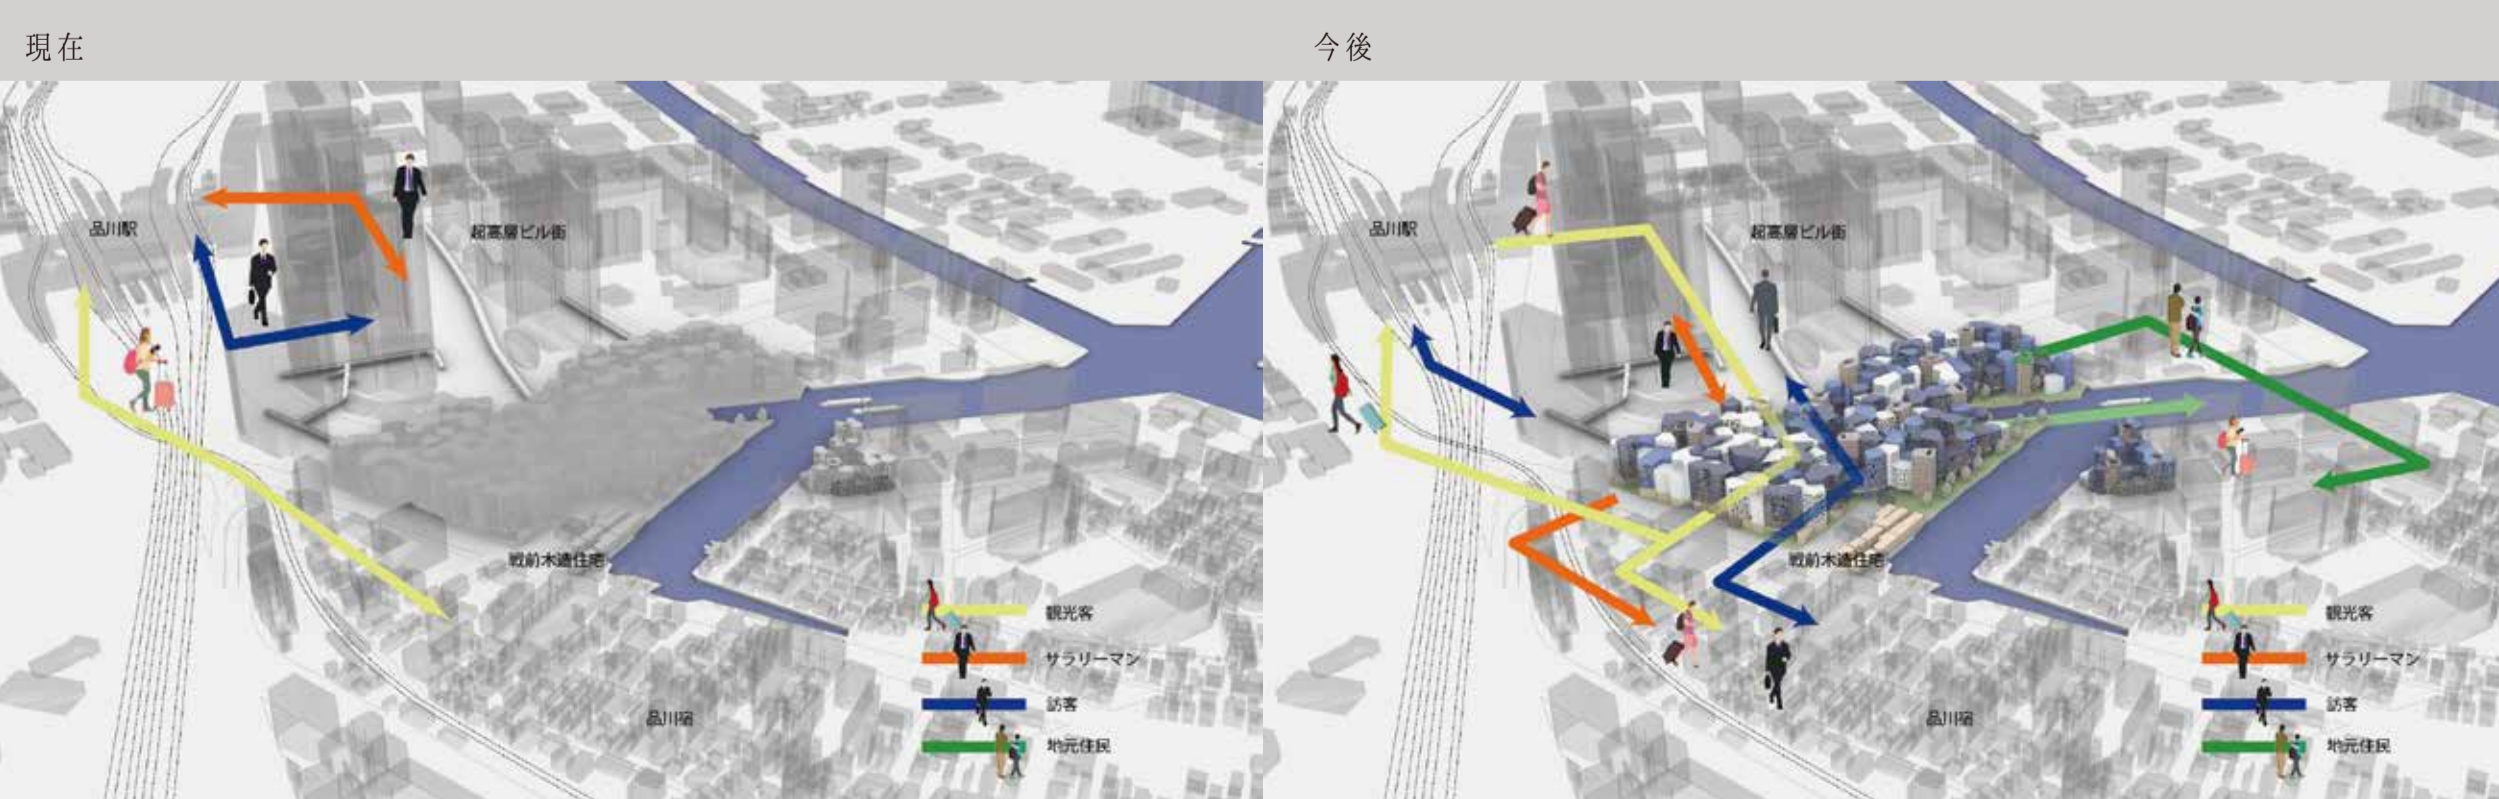 現在
品川駅
超高層ビル街
戦前木造住宅
品川宿
観光客
サラリーマン
訪客
地元住民
今後
品川駅
超高層ビル街
戦前木造住宅
品川宿
観光客
サラリーマン
訪客
地元住民